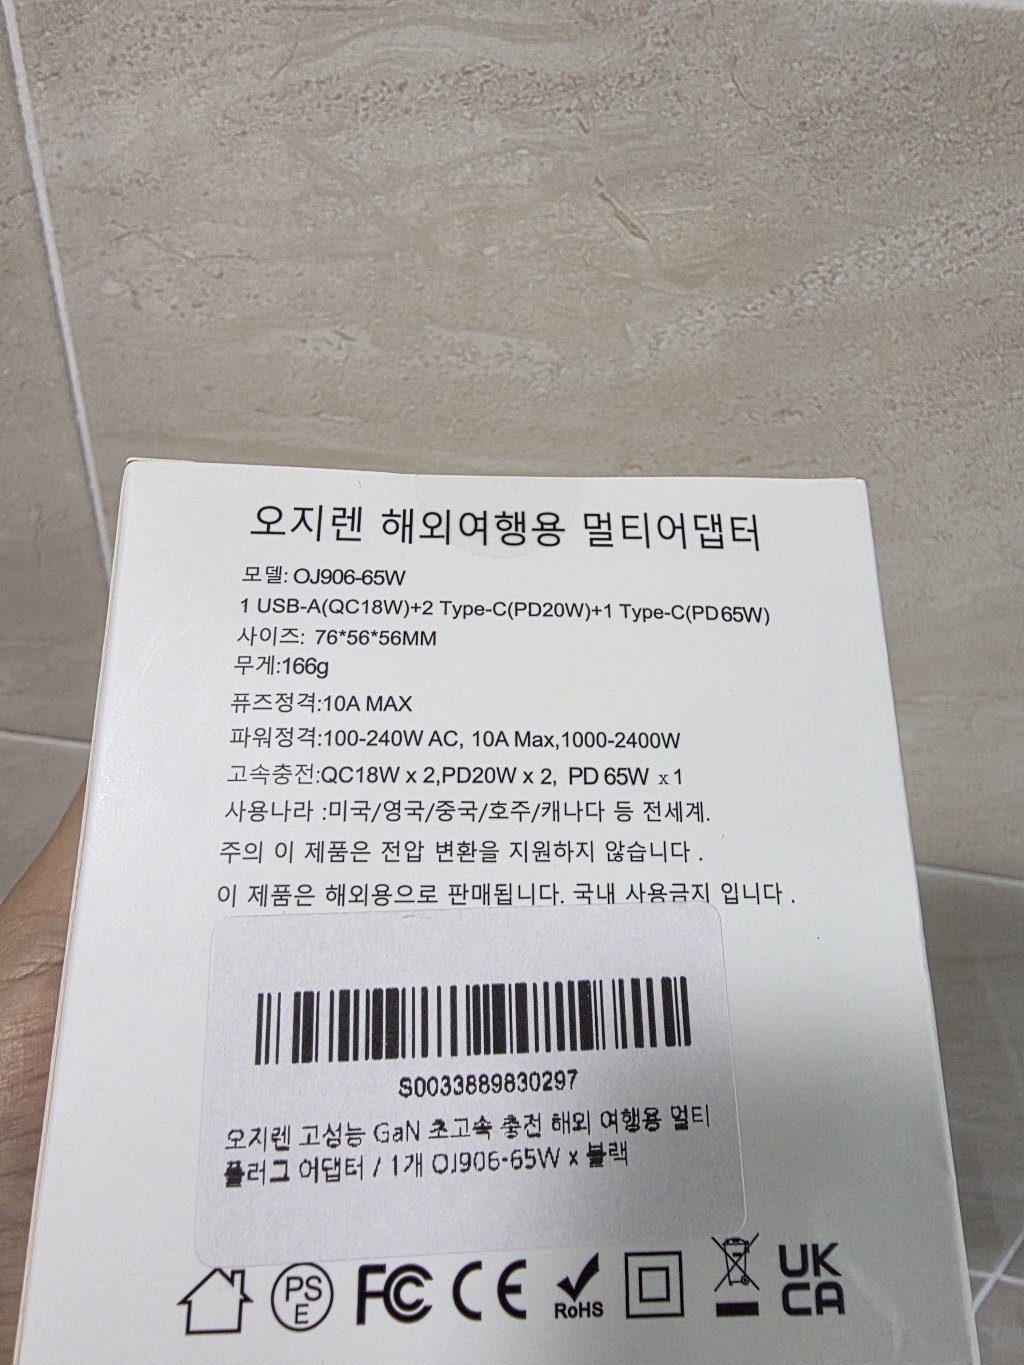 오지렌 해외여행용 멀티어댑터
모델: OJ906-65W
1 USB-A(QC18W)+2 Type-C(PD20W)+1 Type-C(PD65W)
사이즈: 76*56*56MM
무게:166g
퓨즈정격:10A MAX
파워정격:100-240W AC, 10A Max,1000-2400W
고속충전:QC18W x 2,PD20W x 2, PD 65W x 1
사용나라 :미국/영국/중국/호주/캐나다 등 전세계.
주의 이 제품은 전압 변환을 지원하지 않습니다 .
이 제품은 해외용으로 판매됩니다. 국내 사용금지 입니다 .
S0033889830297
오지렌 고성능 GaN 초고속 충전 해외 여행용 멀티
플러그 어댑터 / 1개 OJ906-65W x 블랙
PS E FC CE RoHS UK CA